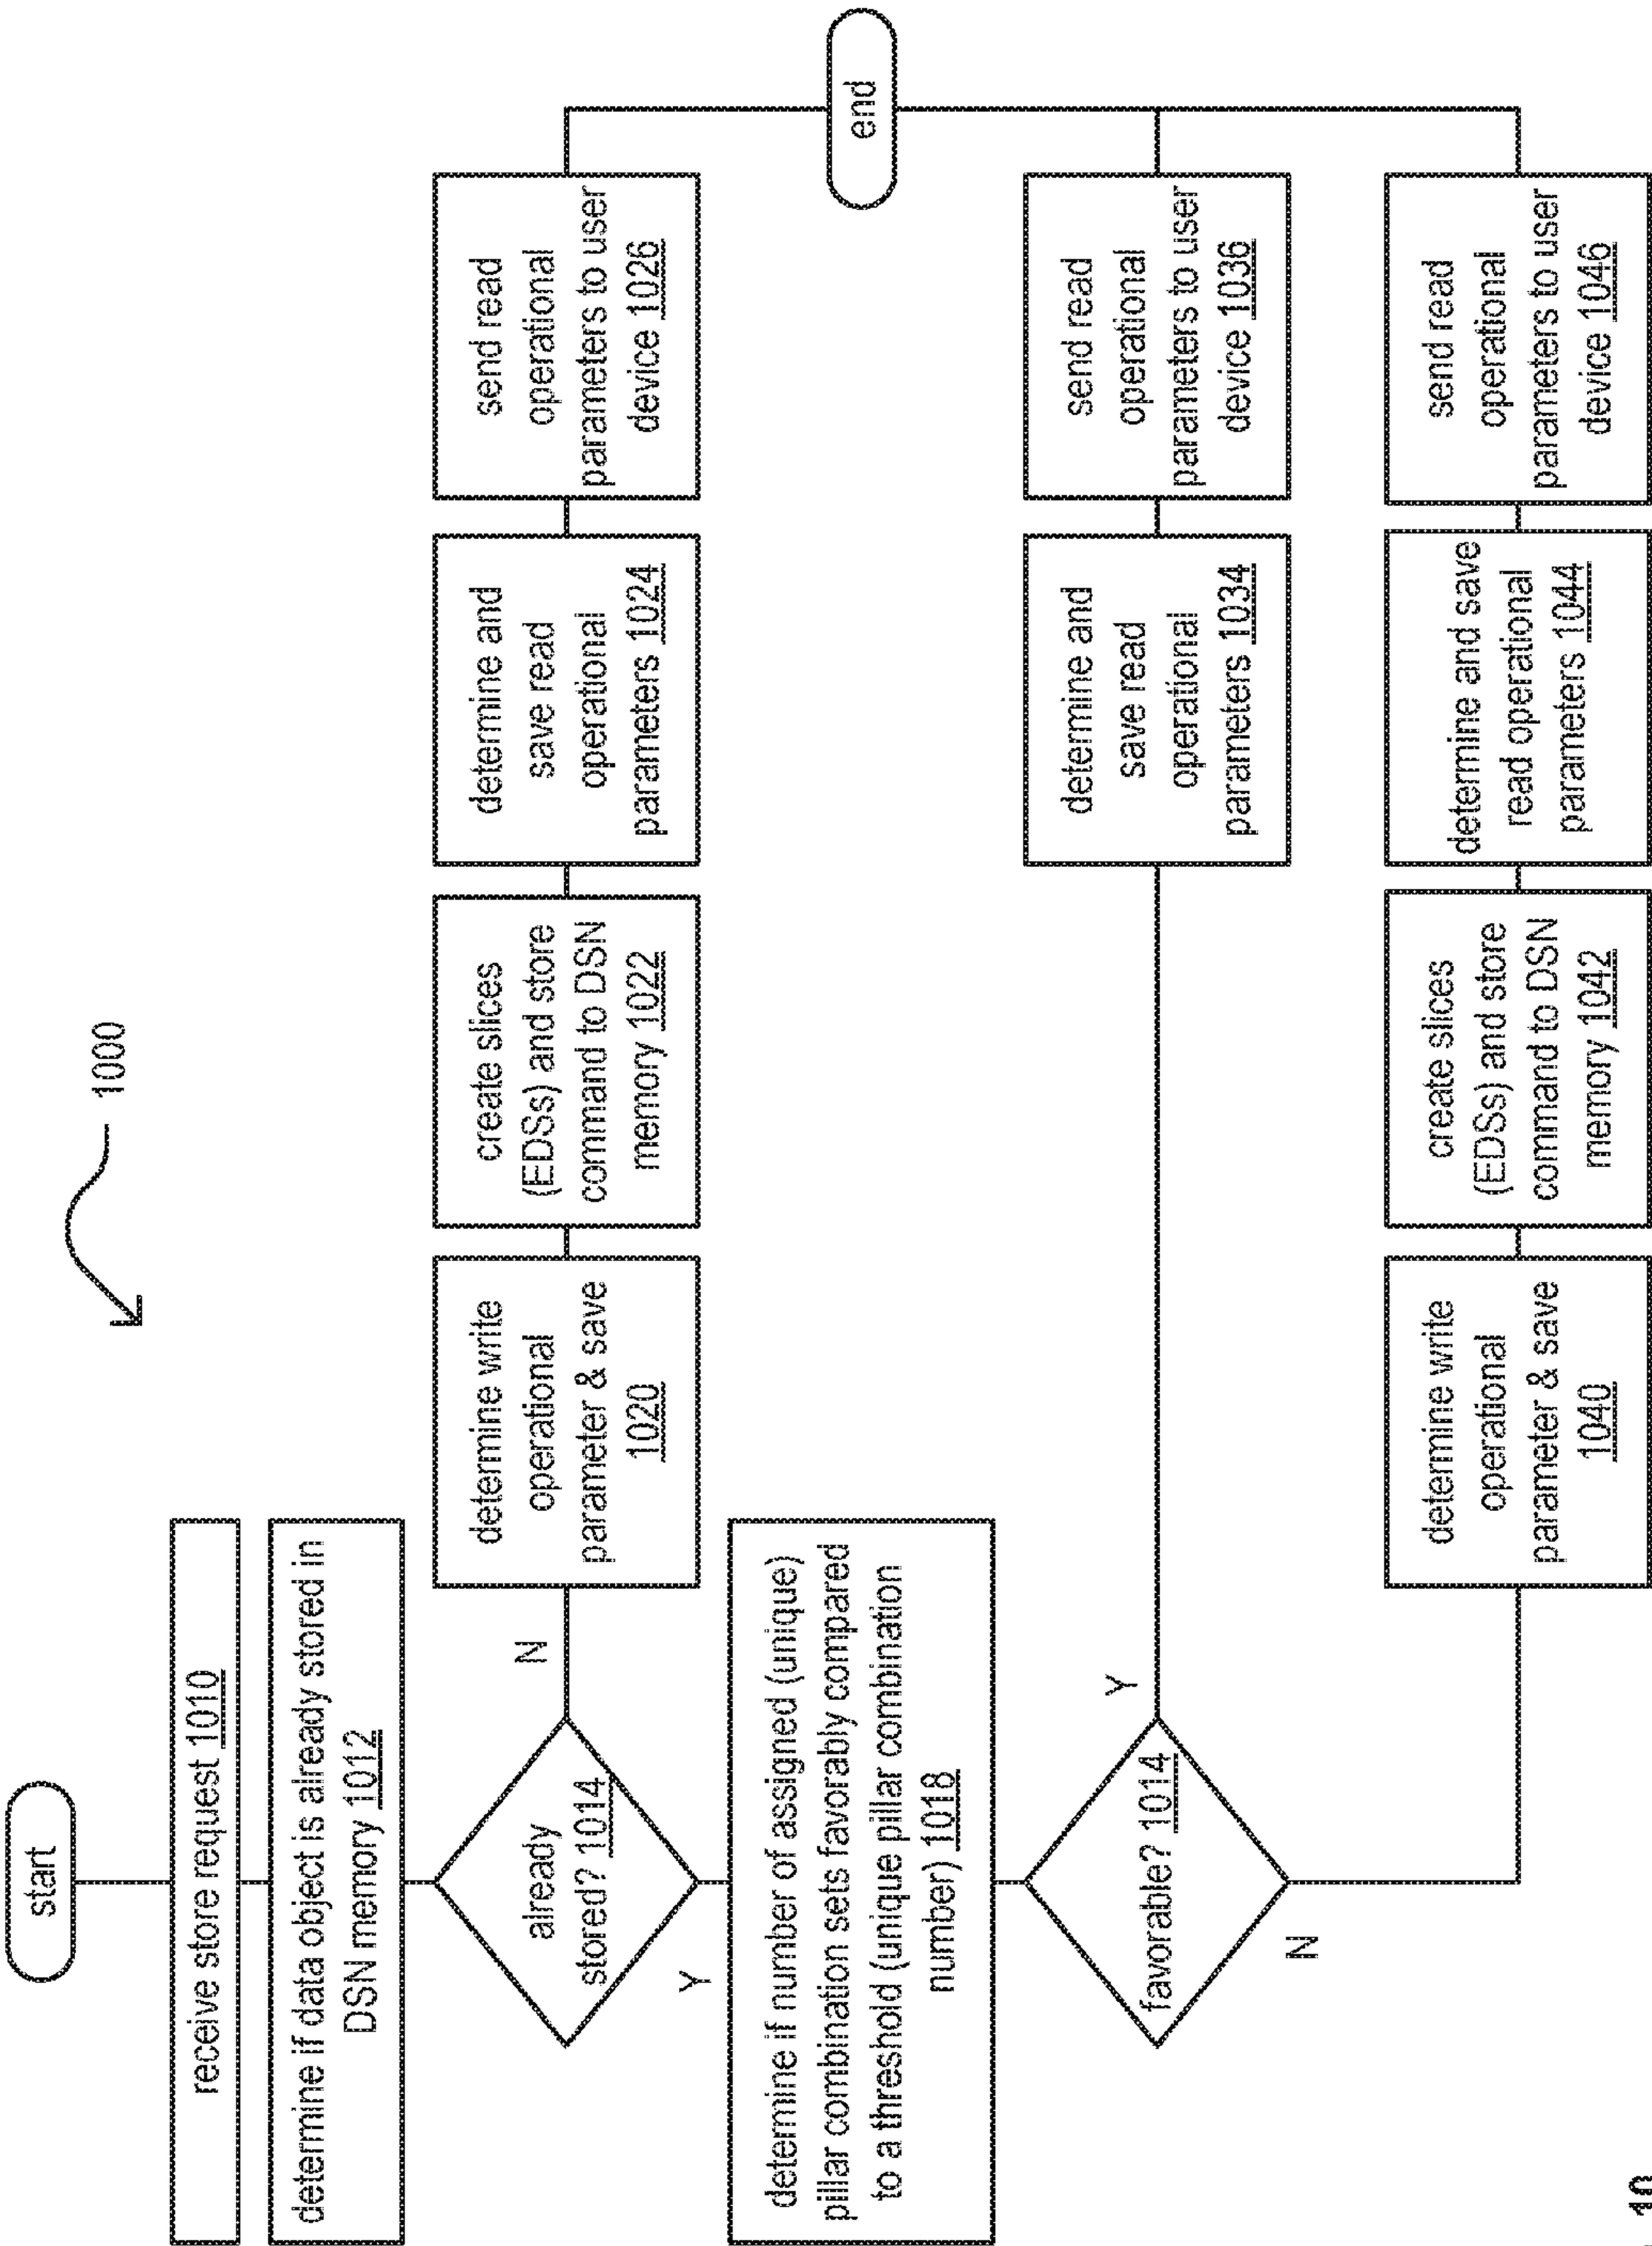 1000
start
receive store request 1010
determine if data object is already stored in
DSN memory 1012
already
stored? 1014
N
Y
determine write
operational
parameter & save
1020
create slices
(EDSs) and store
command to DSN
memory 1022
determine and
save read
operational
parameters 1024
send read
operational
parameters to user
device 1026
determine if number of assigned (unique)
pillar combination sets favorably compared
to a threshold (unique pillar combination
number) 1018
favorable? 1014
Y
N
determine and
save read
operational
parameters 1034
send read
operational
parameters to user
device 1036
determine write
operational
parameter & save
1040
create slices
(EDSs) and store
command to DSN
memory 1042
determine and save
read operational
parameters 1044
send read
operational
parameters to user
device 1046
end
10